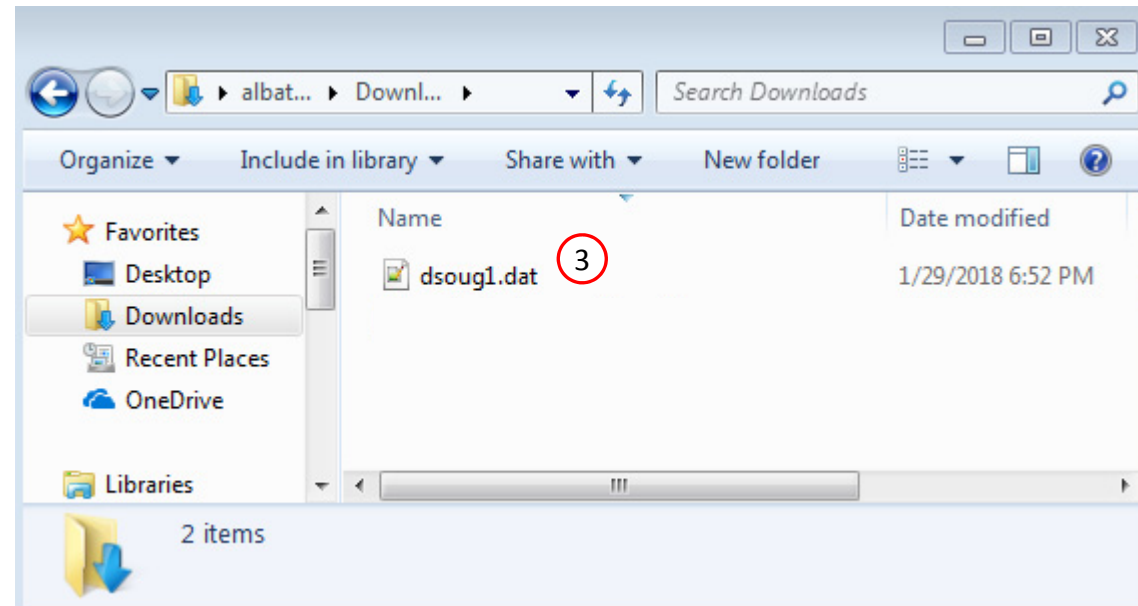 albat... Downl... Search Downloads
Organize Include in library Share with New folder
Name Date modified
Favorites
Desktop
Downloads
Recent Places
OneDrive
Libraries
dsoug1.dat 3 1/29/2018 6:52 PM
2 items